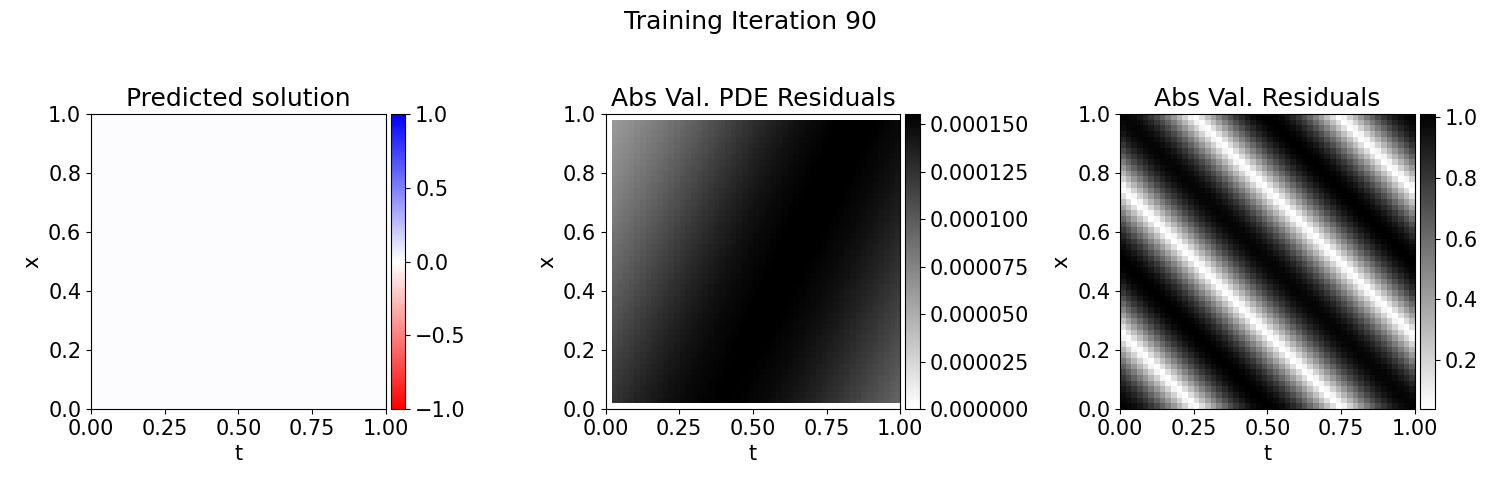 Training Iteration 90
Predicted solution
1.0
0.8
0.6
0.4
0.2
0.0
x
0.00 0.25 0.50 0.75 1.00
t
1.0
0.5
0.0
−0.5
−1.0
Abs Val. PDE Residuals
1.0
0.8
0.6
0.4
0.2
0.0
x
0.00 0.25 0.50 0.75 1.00
t
0.000150
0.000125
0.000100
0.000075
0.000050
0.000025
0.000000
Abs Val. Residuals
1.0
0.8
0.6
0.4
0.2
0.0
x
0.00 0.25 0.50 0.75 1.00
t
1.0
0.8
0.6
0.4
0.2